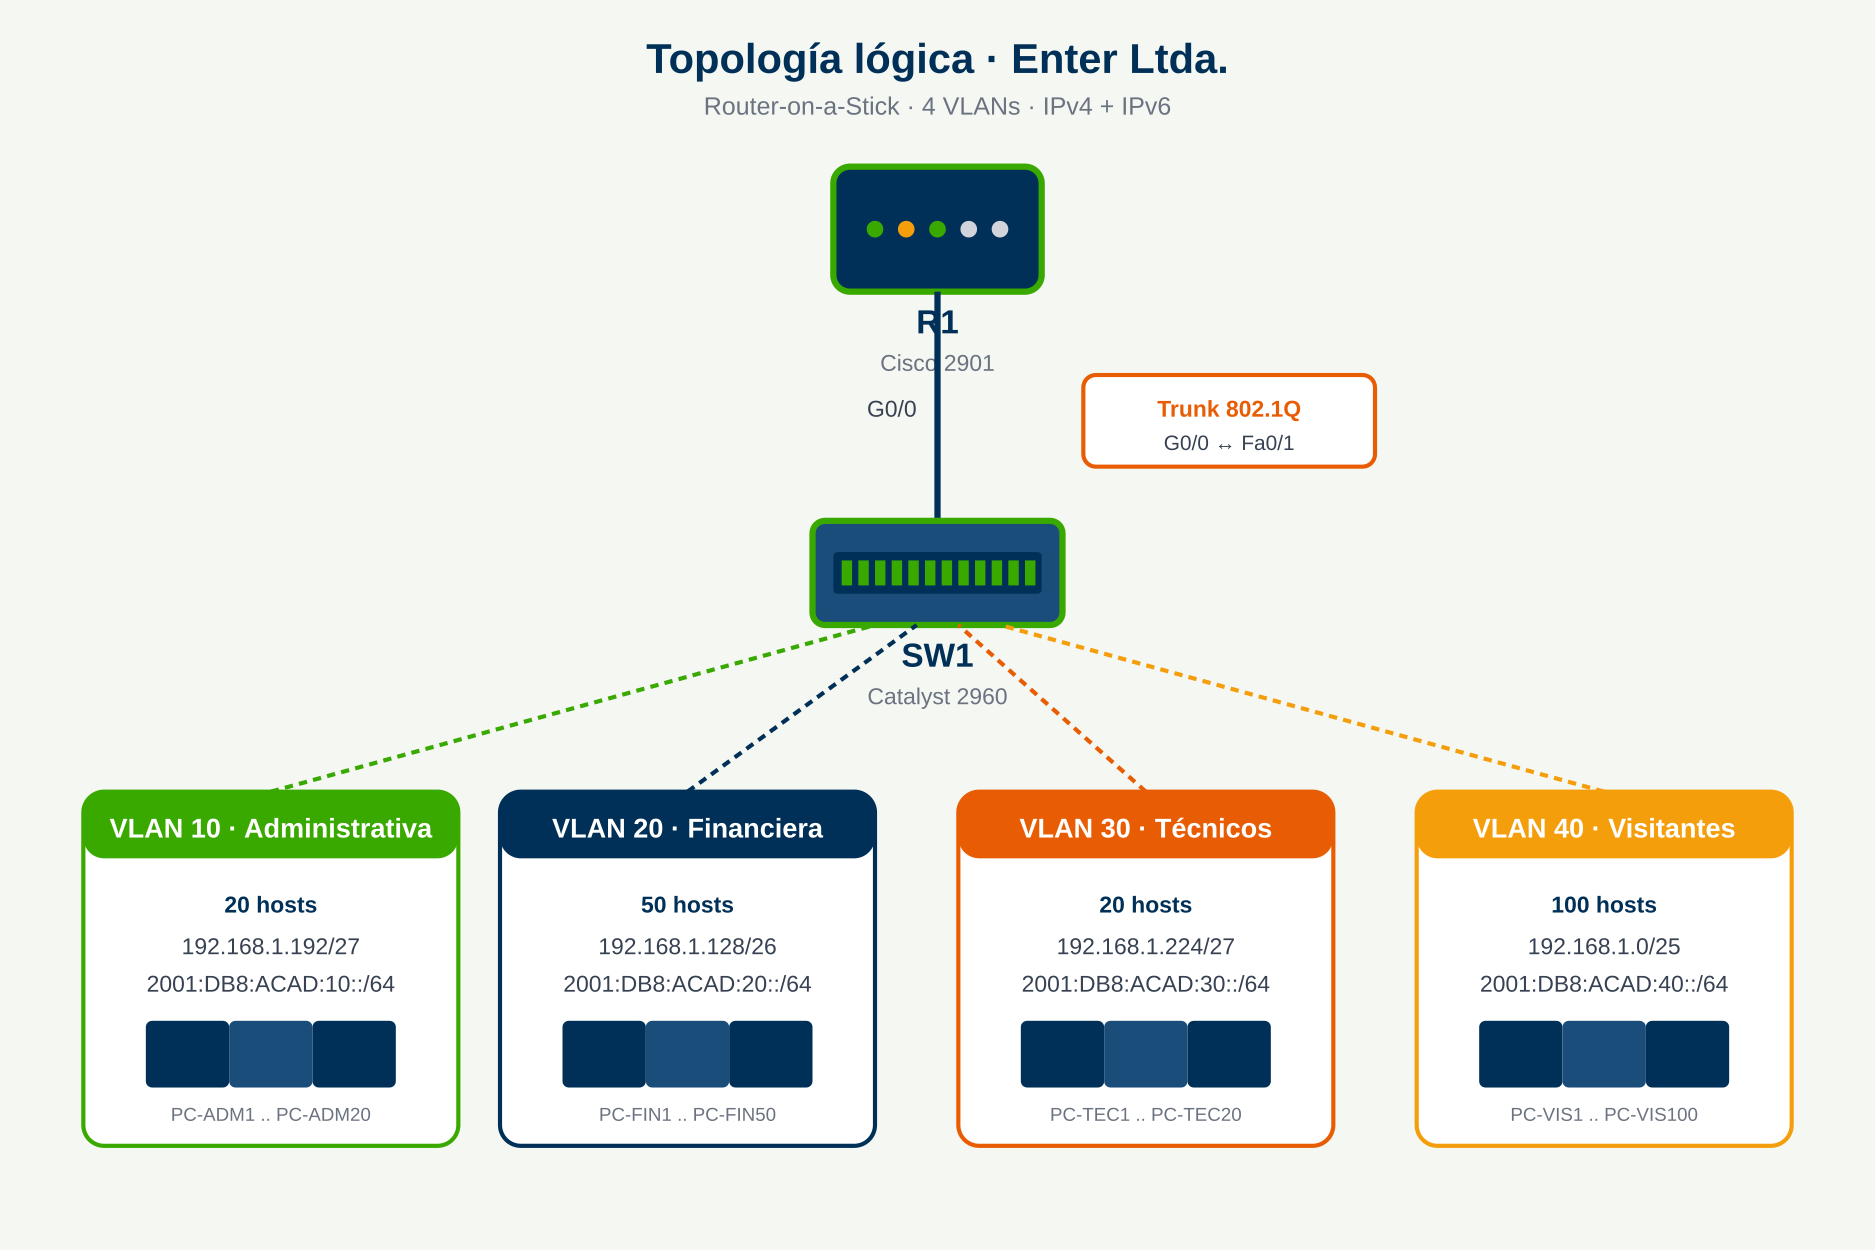 Topología lógica · Enter Ltda.
Router-on-a-Stick · 4 VLANs · IPv4 + IPv6
R1
Cisco 2901
G0/0
Trunk 802.1Q
G0/0 ↔ Fa0/1
SW1
Catalyst 2960
VLAN 10 · Administrativa
20 hosts
192.168.1.192/27
2001:DB8:ACAD:10::/64
PC-ADM1 .. PC-ADM20
VLAN 20 · Financiera
50 hosts
192.168.1.128/26
2001:DB8:ACAD:20::/64
PC-FIN1 .. PC-FIN50
VLAN 30 · Técnicos
20 hosts
192.168.1.224/27
2001:DB8:ACAD:30::/64
PC-TEC1 .. PC-TEC20
VLAN 40 · Visitantes
100 hosts
192.168.1.0/25
2001:DB8:ACAD:40::/64
PC-VIS1 .. PC-VIS100